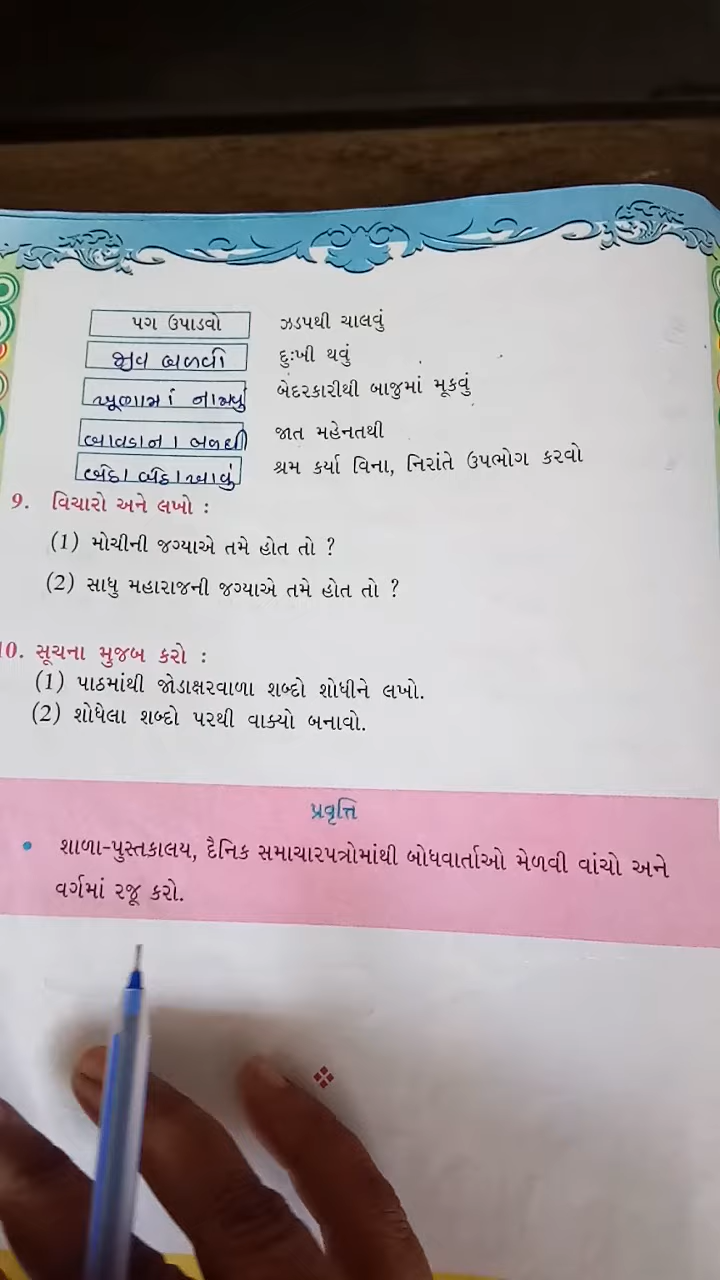 પગ ઉપાડવો ઝડપથી ચાલવું
જીવ બળવો દુઃખી થવું
ખૂણામાં નાખવું બેદરકારીથી બાજુમાં મૂકવું
બાવડાના બળથી જાત મહેનતથી
બેઠા બેઠા ખાવું શ્રમ કર્યા વિના, નિરાંતે ઉપભોગ કરવો
9. વિચારો અને લખો :
(1) મોચીની જગ્યાએ તમે હોત તો ?
(2) સાધુ મહારાજની જગ્યાએ તમે હોત તો ?
10. સૂચના મુજબ કરો :
(1) પાઠમાંથી જોડાક્ષરવાળા શબ્દો શોધીને લખો.
(2) શોધેલા શબ્દો પરથી વાક્યો બનાવો.
પ્રવૃત્તિ
• શાળા-પુસ્તકાલય, દૈનિક સમાચારપત્રોમાંથી બોધવાર્તાઓ મેળવી વાંચો અને
વર્ગમાં રજૂ કરો.